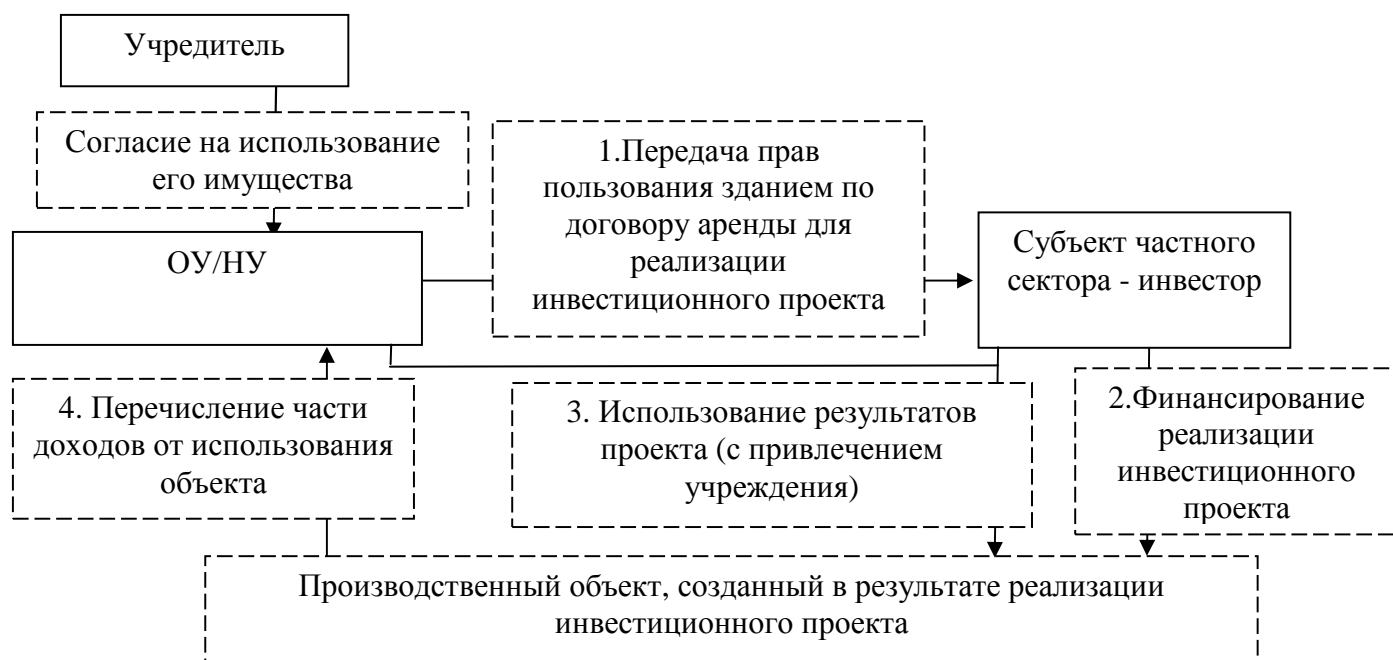 Учредитель
Согласие на использование
его имущества
ОУ/НУ
1.Передача прав
пользования зданием по
договору аренды для
реализации
инвестиционного проекта
Субъект частного
сектора - инвестор
4. Перечисление части
доходов от использования
объекта
3. Использование результатов
проекта (с привлечением
учреждения)
2.Финансирование
реализации
инвестиционного
проекта
Производственный объект, созданный в результате реализации
инвестиционного проекта